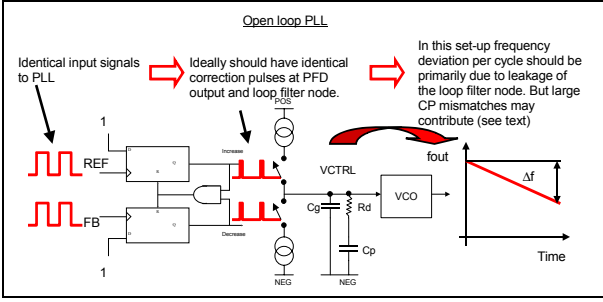 Open loop PLL
Identical input signals
to PLL
Ideally should have identical
correction pulses at PFD
output and loop filter node.
In this set-up frequency
deviation per cycle should be
primarily due to leakage of
the loop filter node. But large
CP mismatches may
contribute (see text)
POS
1
D
Q
Increase
REF
R
VCTRL
fout
Δf
VCO
Cg
Rd
FB
R
D
Q
Decrease
Cp
Time
1
NEG
NEG